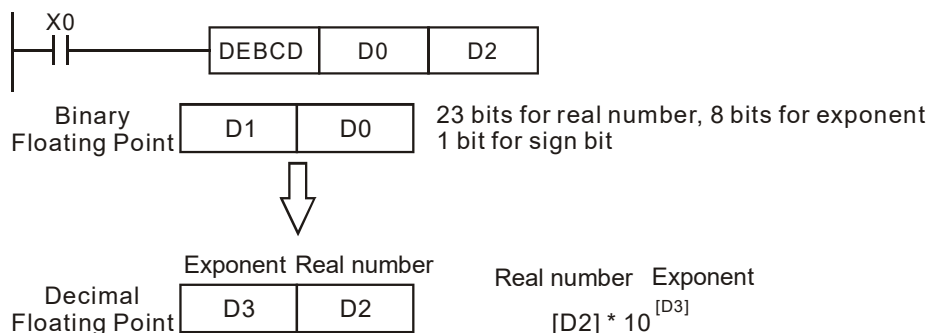 X0
DEBCD D0 D2
Binary
Floating Point
D1 D0
23 bits for real number, 8 bits for exponent
1 bit for sign bit
Exponent Real number
Decimal
Floating Point
D3 D2
Real number Exponent
[D2] * 10 [D3]